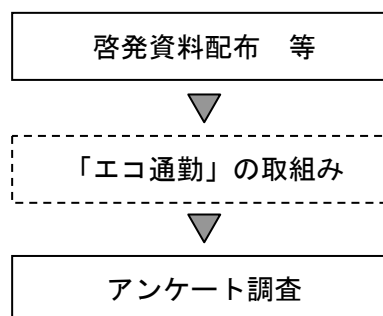 啓発資料配布　等
「エコ通勤」の取組み
アンケート調査